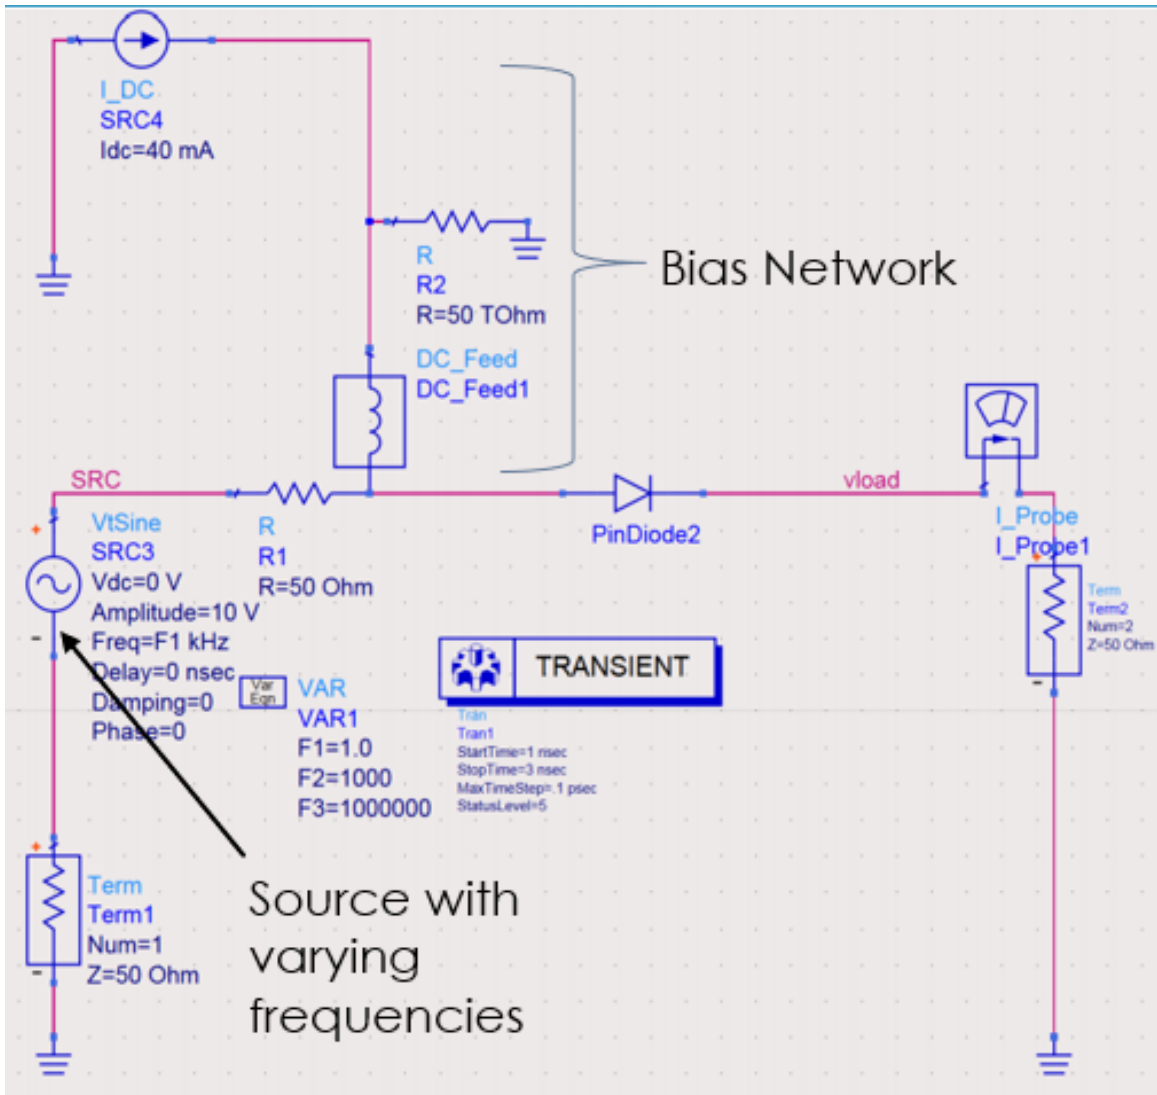 I_DC
SRC4
Idc=40 mA
R
R2
R=50 TOhm
Bias Network
DC_Feed
DC_Feed1
SRC
vload
VtSine
SRC3
Vdc=0 V
Amplitude=10 V
Freq=F1 kHz
Delay=0 nsec
Damping=0
Phase=0
R
R1
R=50 Ohm
PinDiode2
I_Probe
I_Probe1
Term
Term2
Num=2
Z=50 Ohm
Var
Eqn
VAR
VAR1
F1=1.0
F2=1000
F3=1000000
TRANSIENT
Tran
Tran1
StartTime=1 nsec
StopTime=3 nsec
MaxTimeStep=.1 psec
StatusLevel=5
Term
Term1
Num=1
Z=50 Ohm
Source with
varying
frequencies